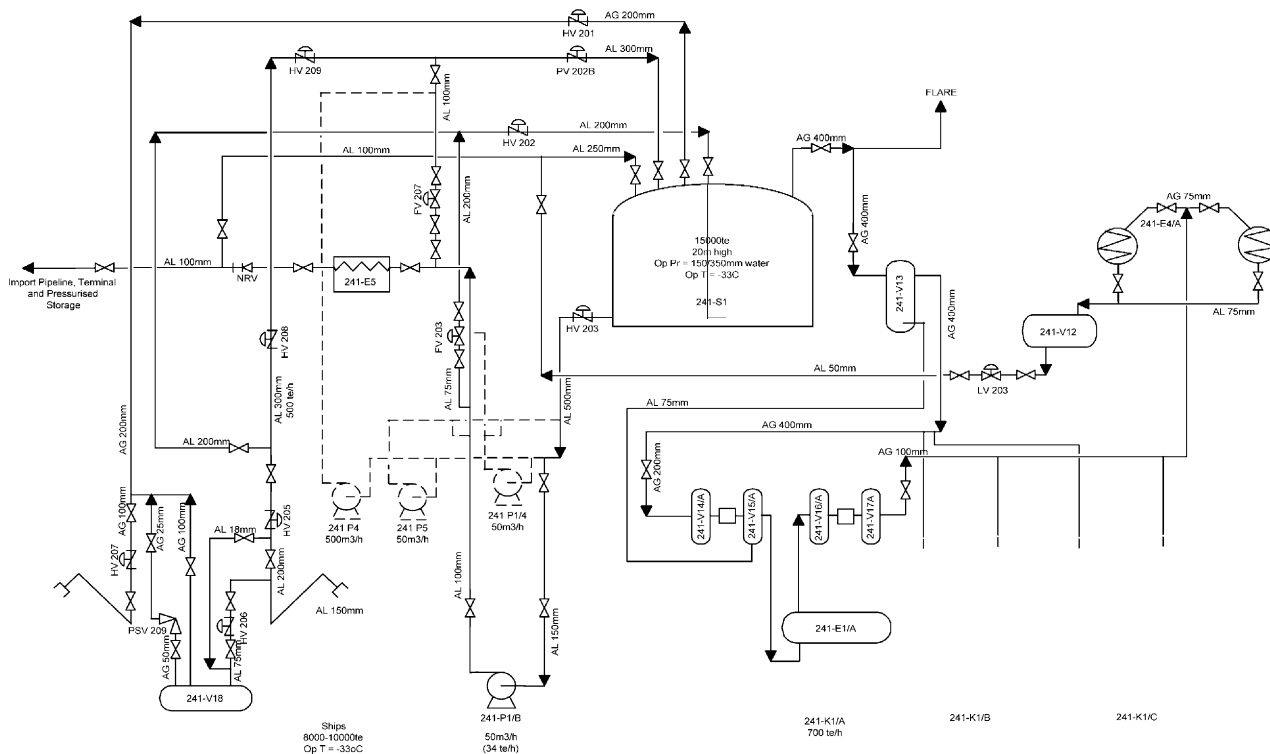 AG 200mm
HV 201
AL 300mm
HV 209
PV 202B
AL 100mm
FLARE
AL 200mm
HV 202
AG 400mm
AL 100mm
AL 250mm
AG 75mm
241-E4/A
FV 207
AL 200mm
AG 400mm
15000te
20m high
Op Pr = 150/350mm water
Op T = -33C
241-S1
AL 100mm
NRV
241-E5
Import Pipeline, Terminal
and Pressurised
Storage
241-V13
AG 400mm
AL 75mm
HV 203
241-V12
HV 208
FV 203
AL 50mm
LV 203
AL 300mm
500 te/h
AL 75mm
AL 500mm
AL 75mm
AG 200mm
AL 200mm
AG 400mm
AG 100mm
AG 200mm
241 P4
500m3/h
241 P5
50m3/h
241 P1/4
50m3/h
241-V14/A
241-V15/A
241-V16/A
241-V17A
AG 100mm
AG 25mm
AG 100mm
AL 18mm
HV 205
HV 207
AL 200mm
AL 100mm
AL 150mm
AL 150mm
PSV 209
HV 206
AG 50mm
AL 75mm
241-E1/A
241-V18
241-P1/B
50m3/h
(34 te/h)
Ships
8000-10000te
Op T = -33oC
241-K1/A
700 te/h
241-K1/B
241-K1/C